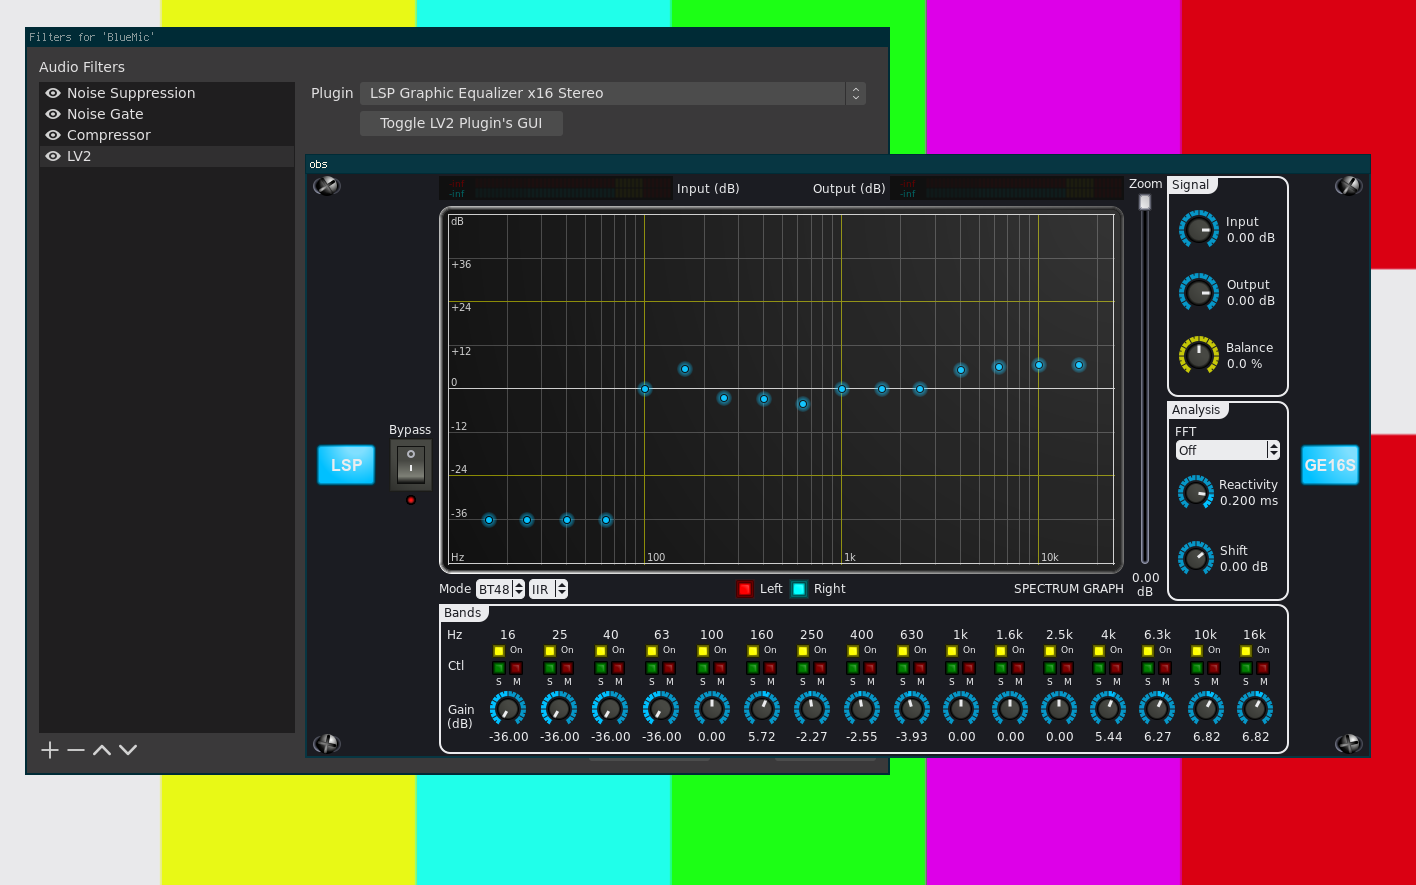 Filters for 'BlueMic'
Audio Filters
Noise Suppression
Noise Gate
Compressor
LV2
Plugin LSP Graphic Equalizer x16 Stereo
Toggle LV2 Plugin's GUI
obs
-inf
-inf
Input (dB)
Output (dB)
-inf
-inf
Zoom
dB
+36
+24
+12
0
-12
-24
-36
Hz 100 1k 10k
0.00
dB
Bypass
LSP
Signal
Input
0.00 dB
Output
0.00 dB
Balance
0.0 %
Analysis
FFT
Off
Reactivity
0.200 ms
Shift
0.00 dB
GE16S
Mode BT48 IIR Left Right SPECTRUM GRAPH
Bands
Hz 16 25 40 63 100 160 250 400 630 1k 1.6k 2.5k 4k 6.3k 10k 16k
On On On On On On On On On On On On On On On On
Ctl
S M S M S M S M S M S M S M S M S M S M S M S M S M S M S M S M
Gain
(dB)
-36.00 -36.00 -36.00 -36.00 0.00 5.72 -2.27 -2.55 -3.93 0.00 0.00 0.00 5.44 6.27 6.82 6.82